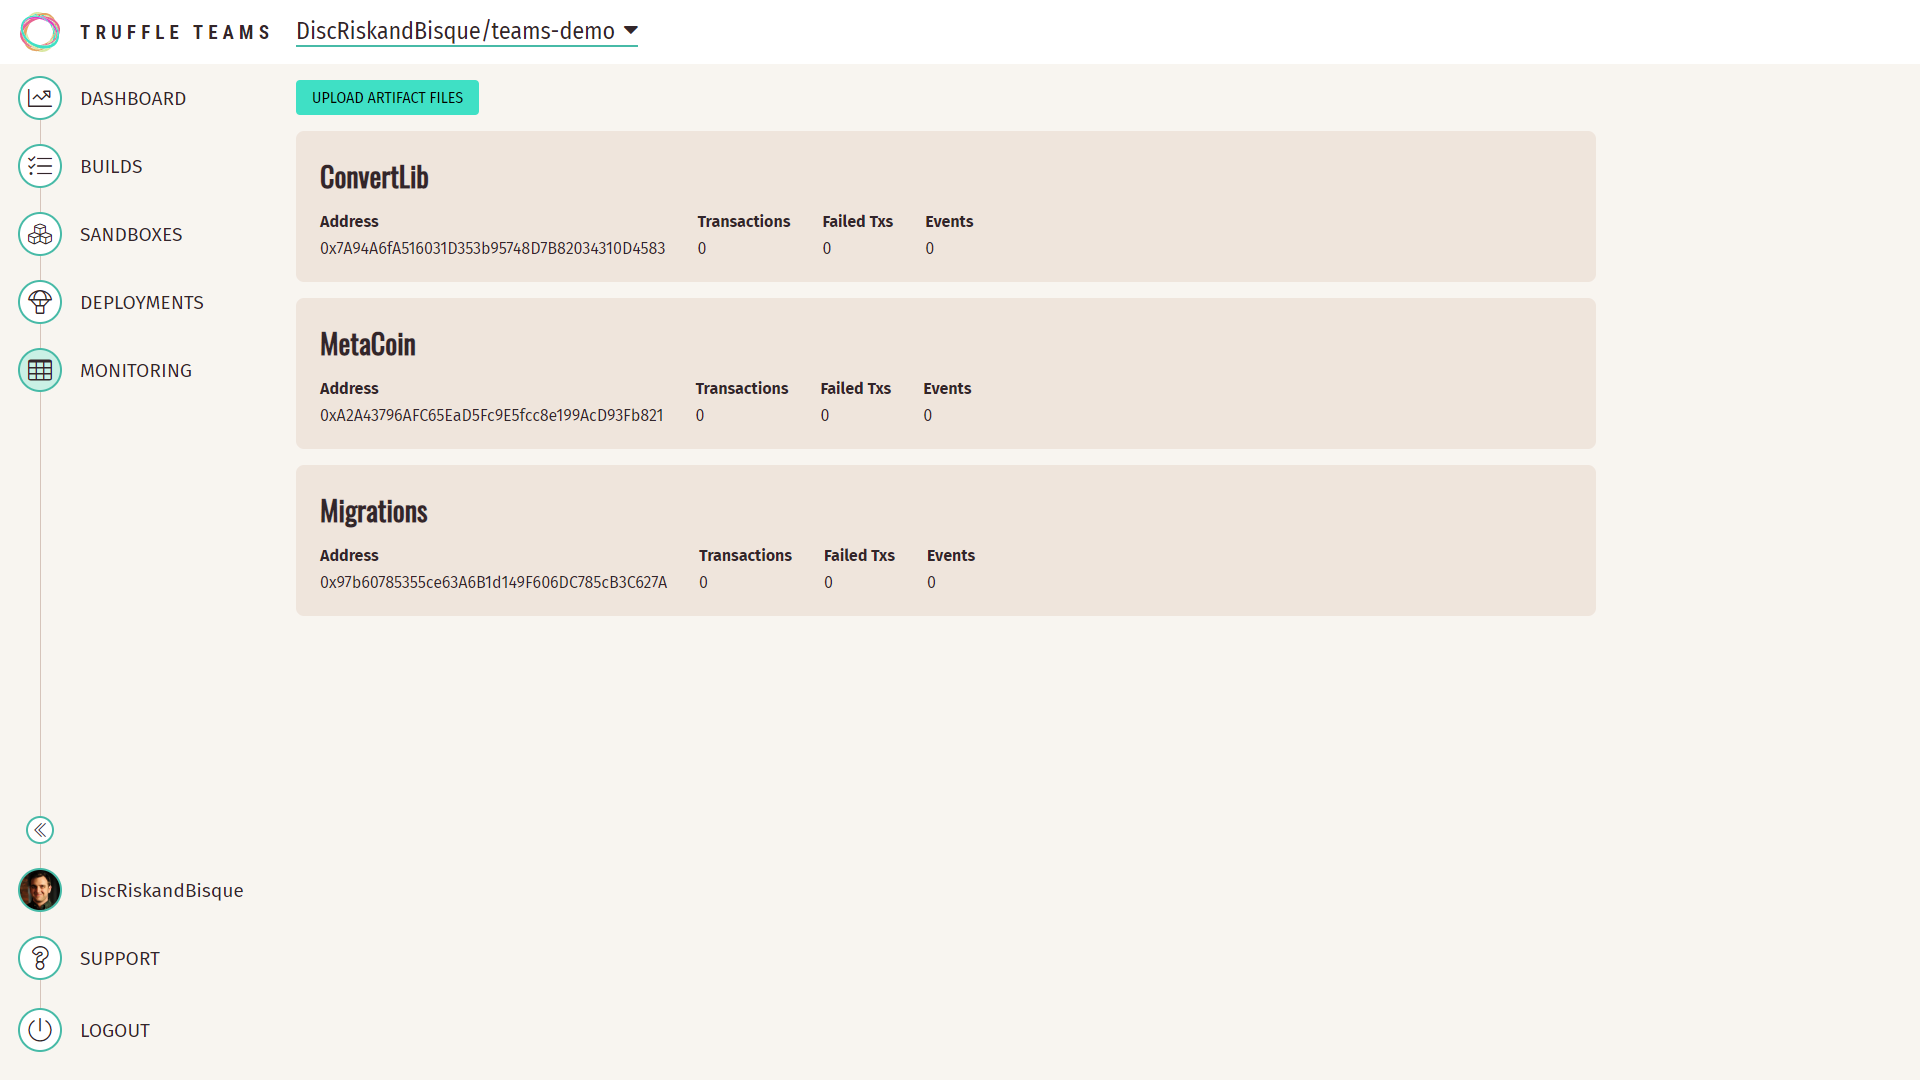 TRUFFLE TEAMS
DiscRiskandBisque/teams-demo
DASHBOARD
BUILDS
SANDBOXES
DEPLOYMENTS
MONITORING
UPLOAD ARTIFACT FILES
ConvertLib
Address Transactions Failed Txs Events
0x7A94A6fA516031D353b95748D7B82034310D4583 0 0 0
MetaCoin
Address Transactions Failed Txs Events
0xA2A43796AFC65EaD5Fc9E5fcc8e199AcD93Fb821 0 0 0
Migrations
Address Transactions Failed Txs Events
0x97b60785355ce63A6B1d149F606DC785cB3C627A 0 0 0
DiscRiskandBisque
SUPPORT
LOGOUT